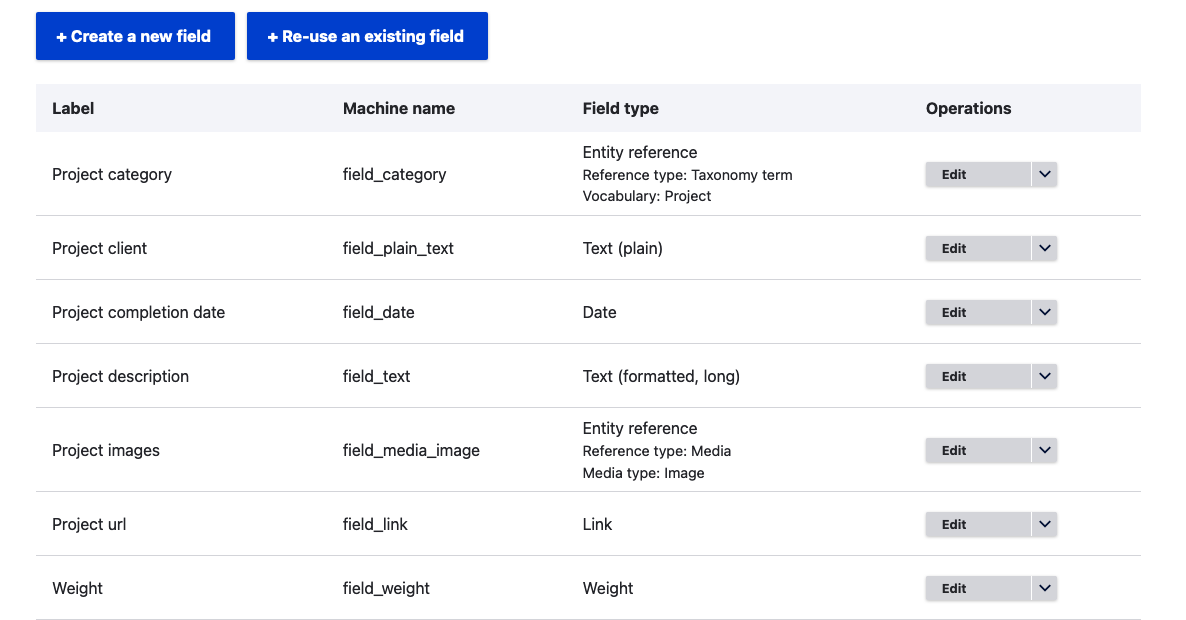 + Create a new field
+ Re-use an existing field
Label Machine name Field type Operations
Project category field_category Entity reference
Reference type: Taxonomy term
Vocabulary: Project Edit
Project client field_plain_text Text (plain) Edit
Project completion date field_date Date Edit
Project description field_text Text (formatted, long) Edit
Project images field_media_image Entity reference
Reference type: Media
Media type: Image Edit
Project url field_link Link Edit
Weight field_weight Weight Edit